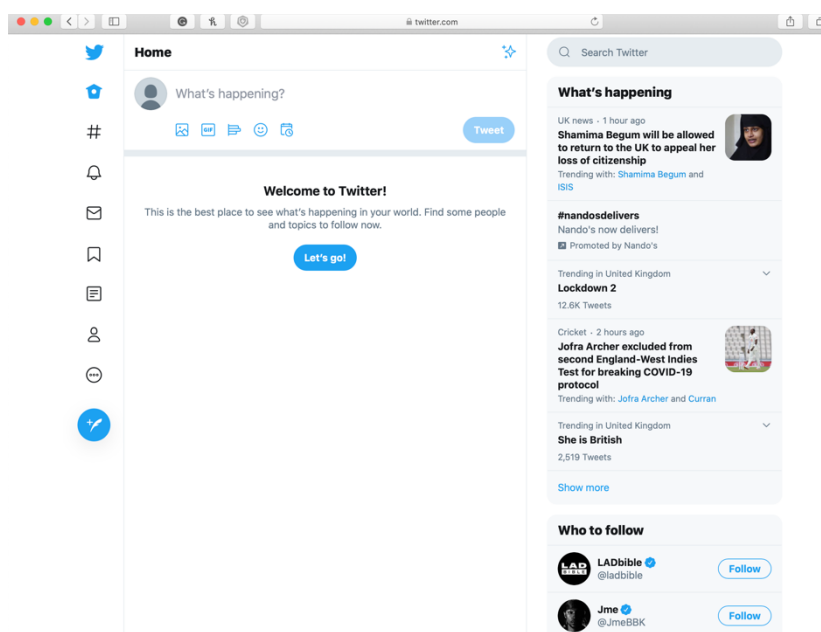 twitter.com
Home
What's happening?
GIF
Tweet
Welcome to Twitter!
This is the best place to see what's happening in your world. Find some people
and topics to follow now.
Let's go!
Search Twitter
What's happening
UK news · 1 hour ago
Shamima Begum will be allowed
to return to the UK to appeal her
loss of citizenship
Trending with: Shamima Begum and
ISIS
#nandosdelivers
Nando's now delivers!
Promoted by Nando's
Trending in United Kingdom
Lockdown 2
12.6K Tweets
Cricket · 2 hours ago
Jofra Archer excluded from
second England-West Indies
Test for breaking COVID-19
protocol
Trending with: Jofra Archer and Curran
Trending in United Kingdom
She is British
2,519 Tweets
Show more
Who to follow
LAD
BIBLE
LADbible
@ladbible
Follow
Jme
@JmeBBK
Follow